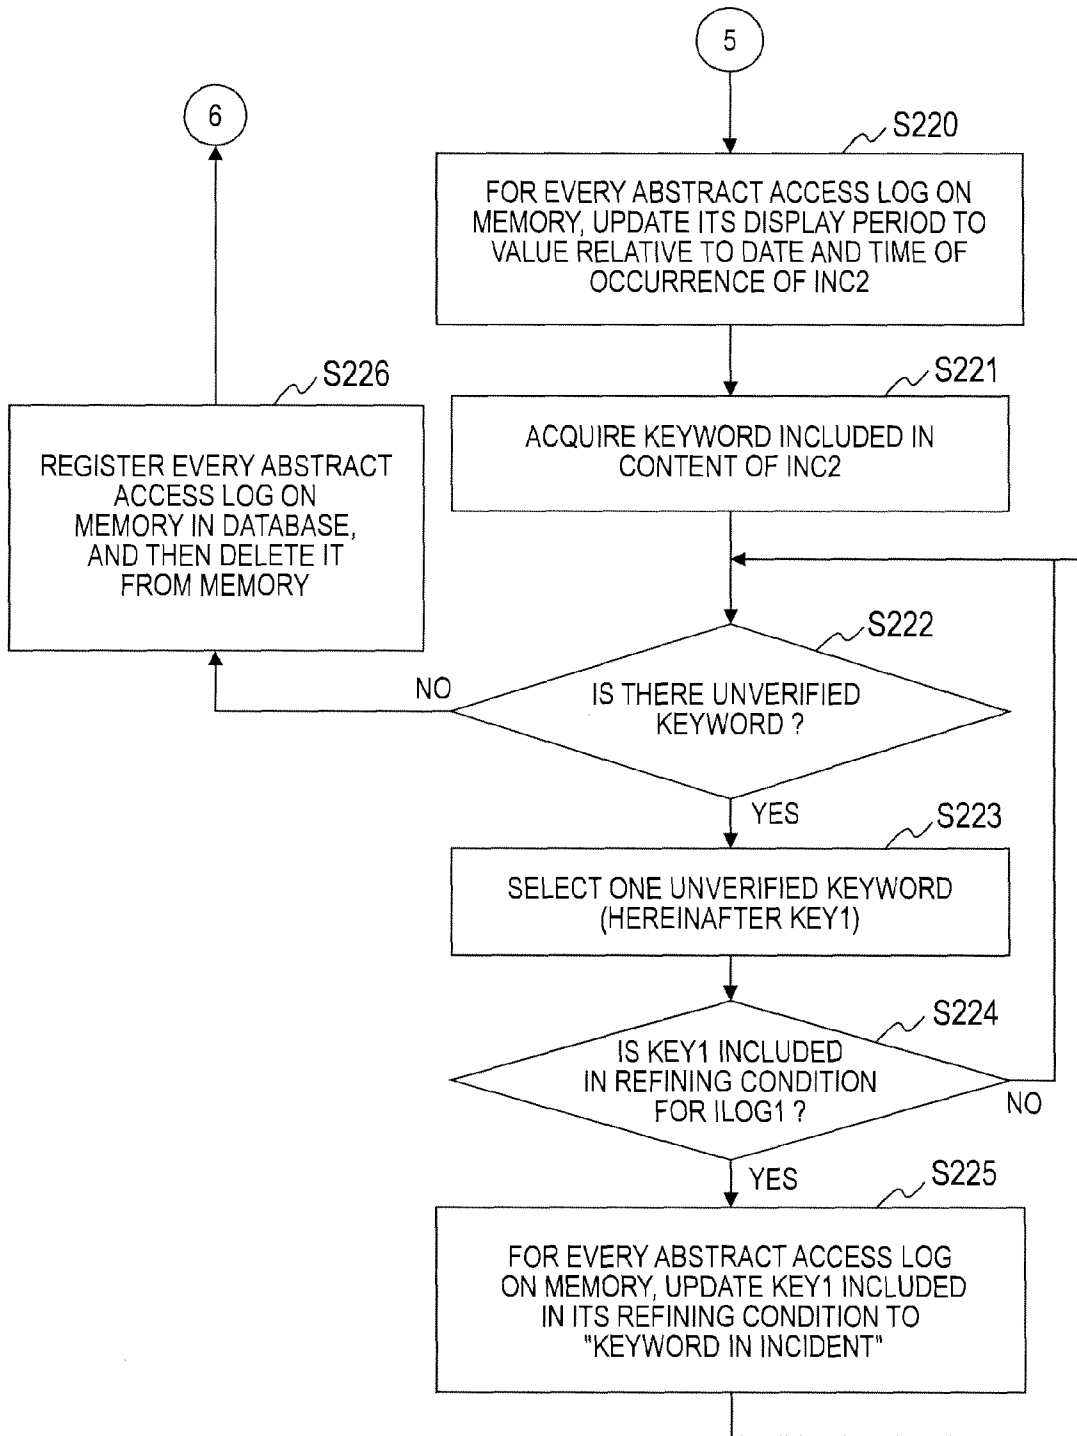 5
6
S220
FOR EVERY ABSTRACT ACCESS LOG ON
MEMORY, UPDATE ITS DISPLAY PERIOD TO
VALUE RELATIVE TO DATE AND TIME OF
OCCURRENCE OF INC2
S226
REGISTER EVERY ABSTRACT
ACCESS LOG ON
MEMORY IN DATABASE,
AND THEN DELETE IT
FROM MEMORY
S221
ACQUIRE KEYWORD INCLUDED IN
CONTENT OF INC2
S222
IS THERE UNVERIFIED
KEYWORD ?
NO
YES
S223
SELECT ONE UNVERIFIED KEYWORD
(HEREINAFTER KEY1)
S224
IS KEY1 INCLUDED
IN REFINING CONDITION
FOR ILOG1 ?
NO
YES
S225
FOR EVERY ABSTRACT ACCESS LOG
ON MEMORY, UPDATE KEY1 INCLUDED
IN ITS REFINING CONDITION TO
"KEYWORD IN INCIDENT"